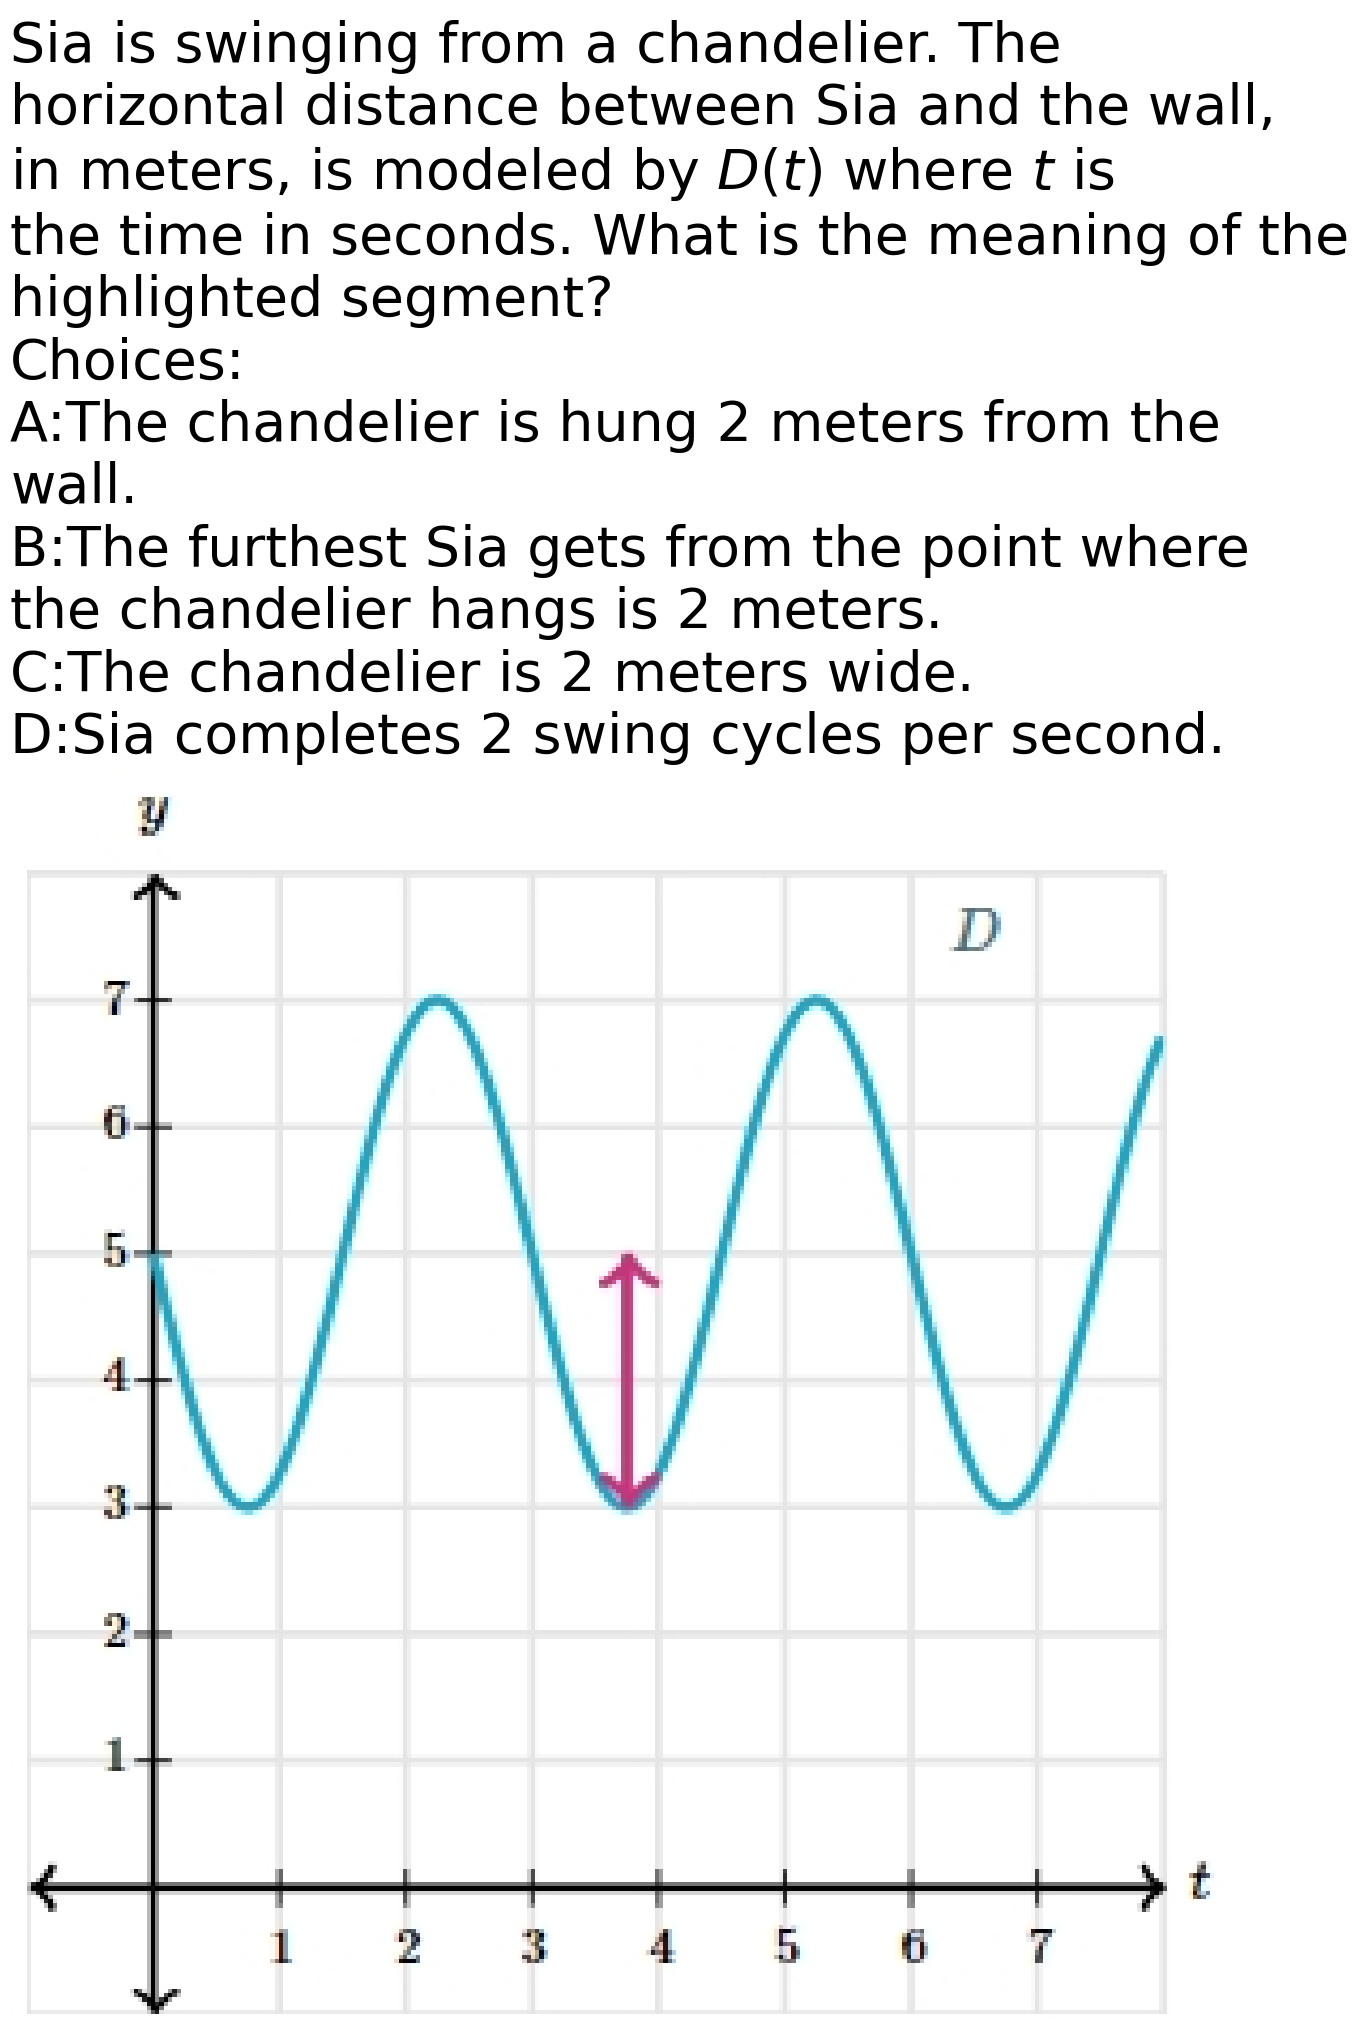 Sia is swinging from a chandelier. The
horizontal distance between Sia and the wall,
in meters, is modeled by D(t) where t is
the time in seconds. What is the meaning of the
highlighted segment?
Choices:
A:The chandelier is hung 2 meters from the
wall.
B:The furthest Sia gets from the point where
the chandelier hangs is 2 meters.
C:The chandelier is 2 meters wide.
D:Sia completes 2 swing cycles per second.
y
D
7
6
5
4
3
2
1
t
1 2 3 4 5 6 7